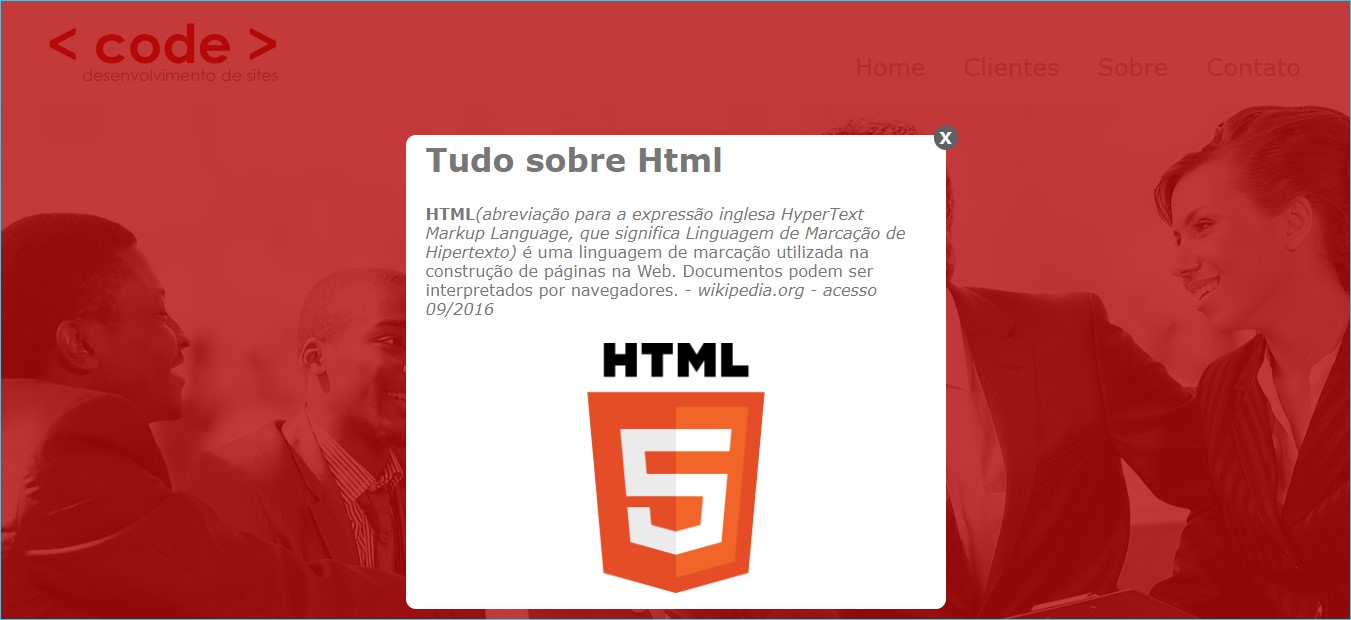 < code >
desenvolvimento de sites
Home Clientes Sobre Contato
X
Tudo sobre Html
HTML(abreviação para a expressão inglesa HyperText
Markup Language, que significa Linguagem de Marcação de
Hipertexto) é uma linguagem de marcação utilizada na
construção de páginas na Web. Documentos podem ser
interpretados por navegadores. - wikipedia.org - acesso
09/2016
HTML
5